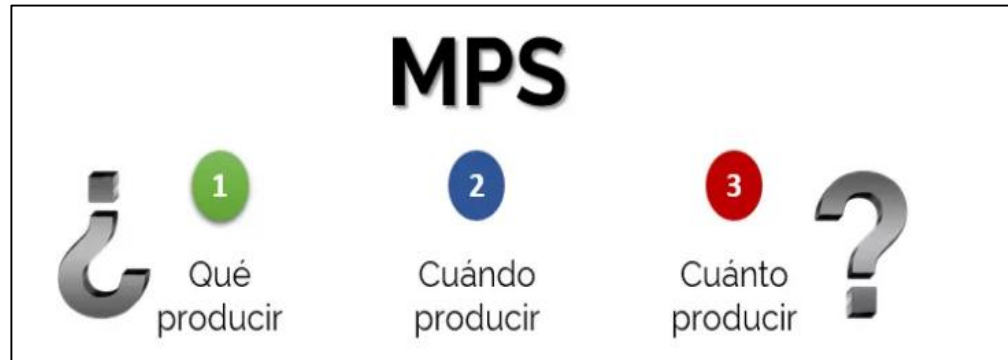 MPS
¿ 1 2 3 ?
Qué
producir
Cuándo
producir
Cuánto
producir